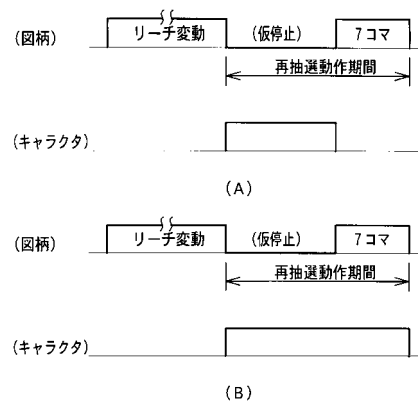 (図柄) リーチ変動 (仮停止) 7コマ
再抽選動作期間
(キャラクタ)
(A)
(図柄) リーチ変動 (仮停止) 7コマ
再抽選動作期間
(キャラクタ)
(B)